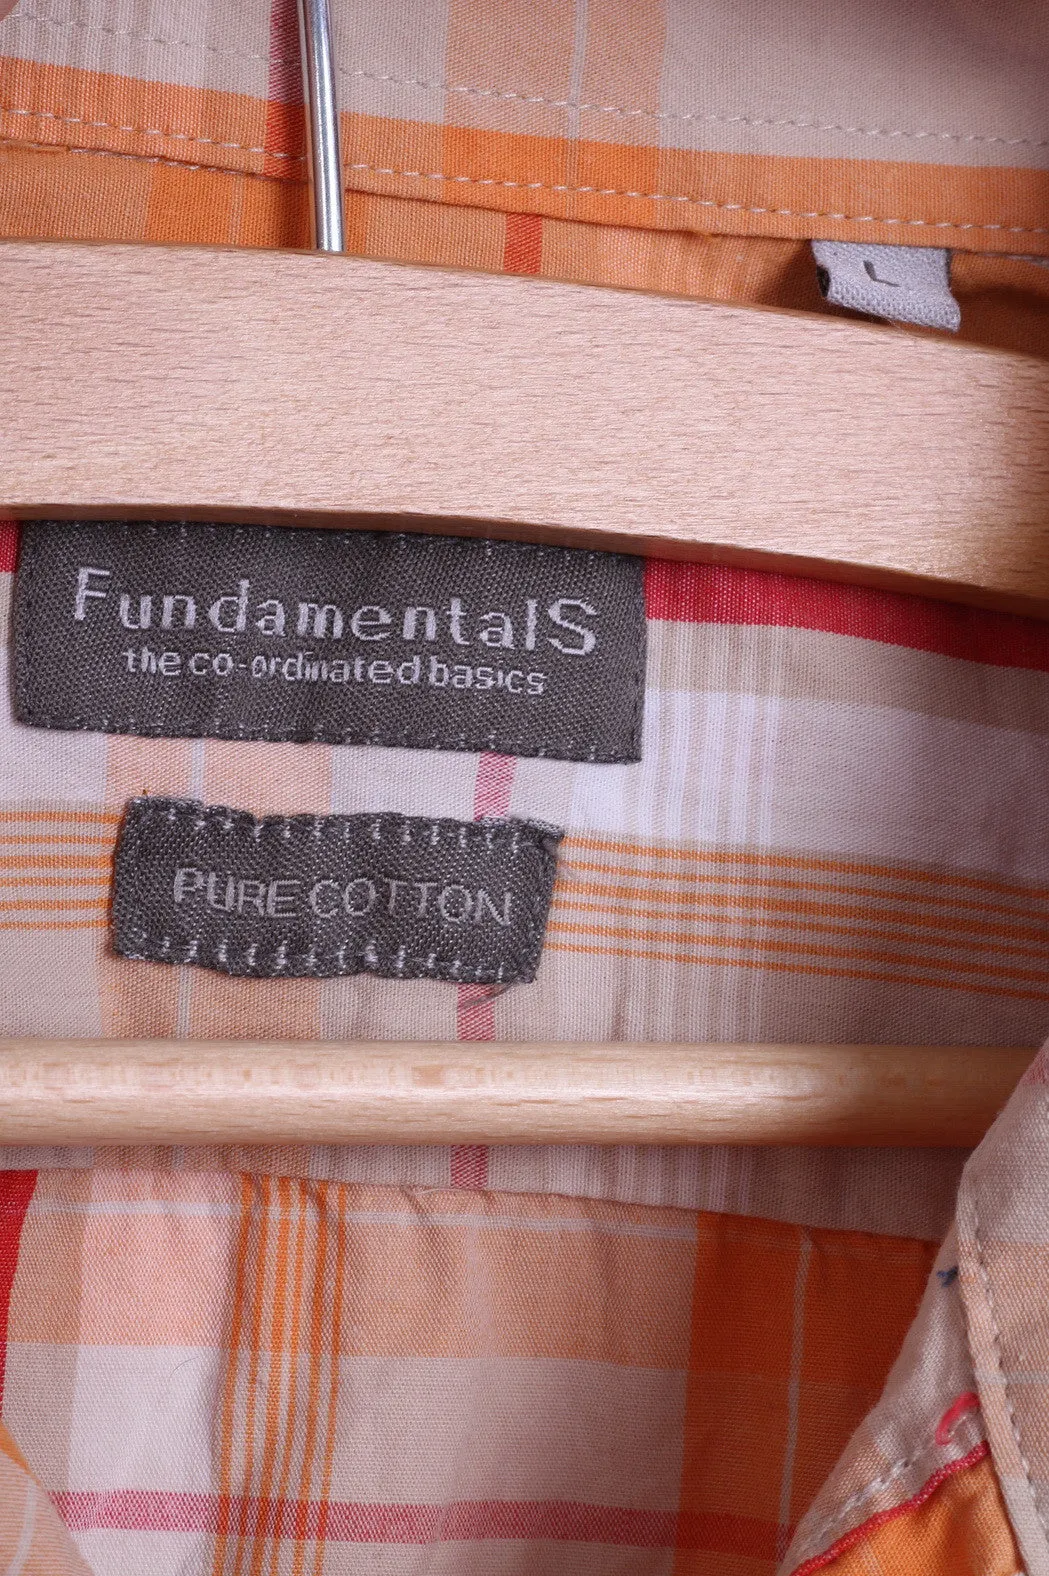 L
FundamentalS
the co-ordinated basics
PURE COTTON